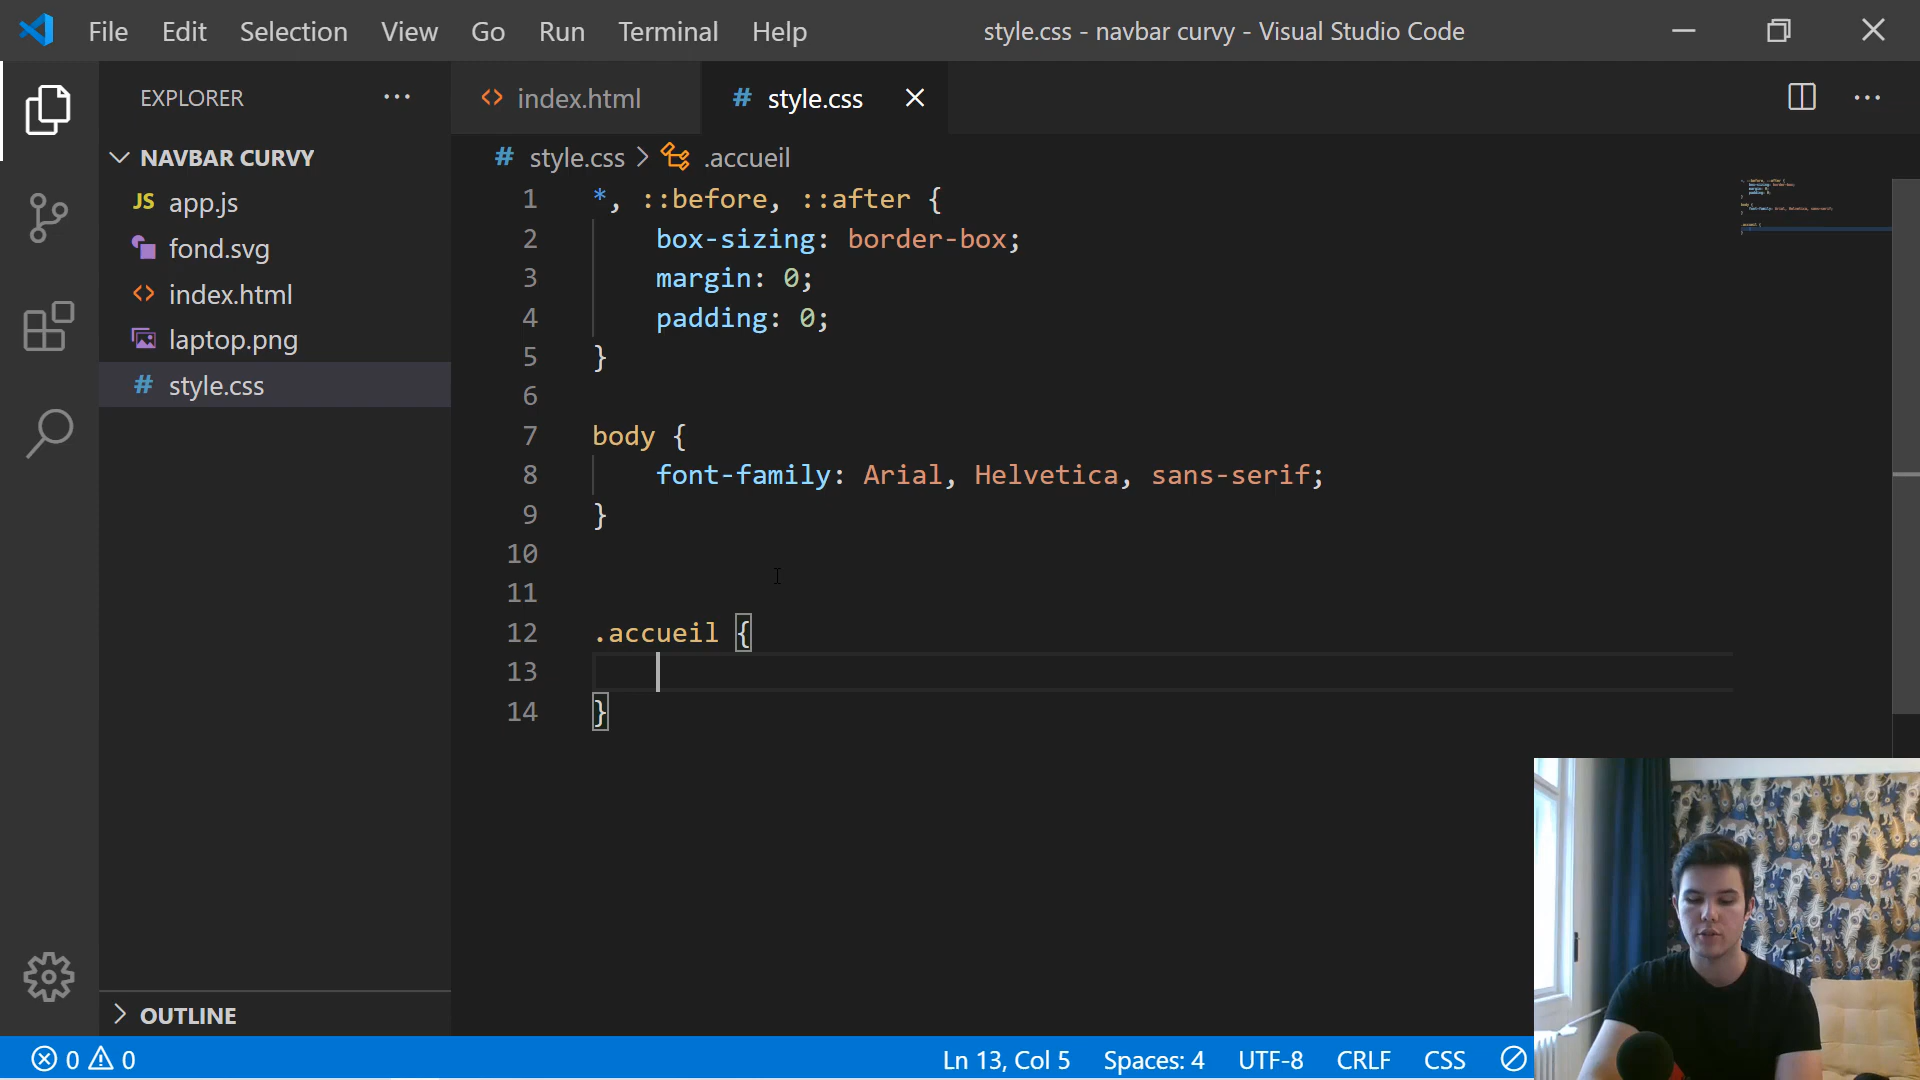 File Edit Selection View Go Run Terminal Help style.css - navbar curvy - Visual Studio Code
EXPLORER
NAVBAR CURVY
JS app.js
fond.svg
<> index.html
laptop.png
# style.css
OUTLINE
<> index.html # style.css
# style.css > .accueil
1 *, ::before, ::after {
2 box-sizing: border-box;
3 margin: 0;
4 padding: 0;
5 }
6
7 body {
8 font-family: Arial, Helvetica, sans-serif;
9 }
10
11
12 .accueil {
13
14 }
0 0 Ln 13, Col 5 Spaces: 4 UTF-8 CRLF CSS